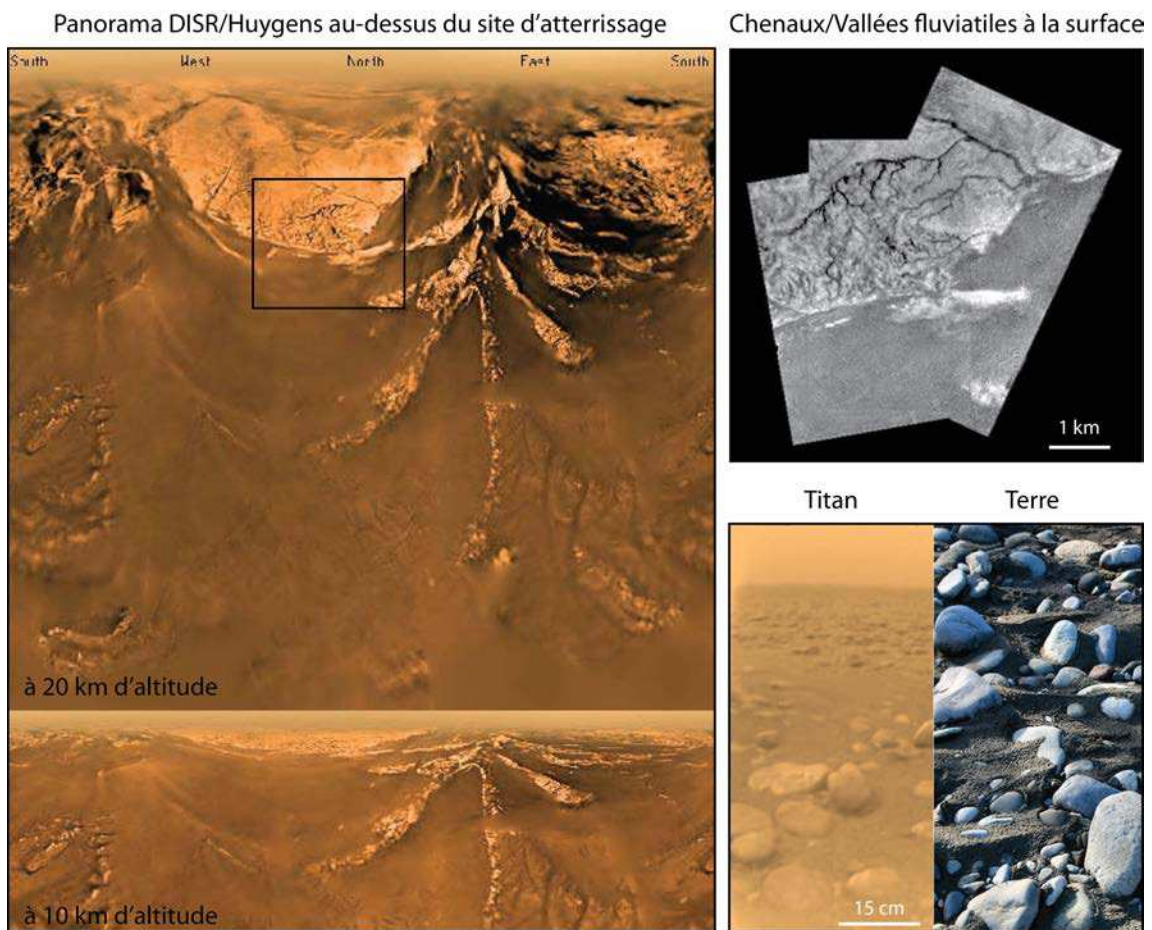 Panorama DISR/Huygens au-dessus du site d'atterrissage
South West North East South
à 20 km d'altitude
à 10 km d'altitude
Chenaux/Vallées fluviatiles à la surface
1 km
Titan Terre
15 cm